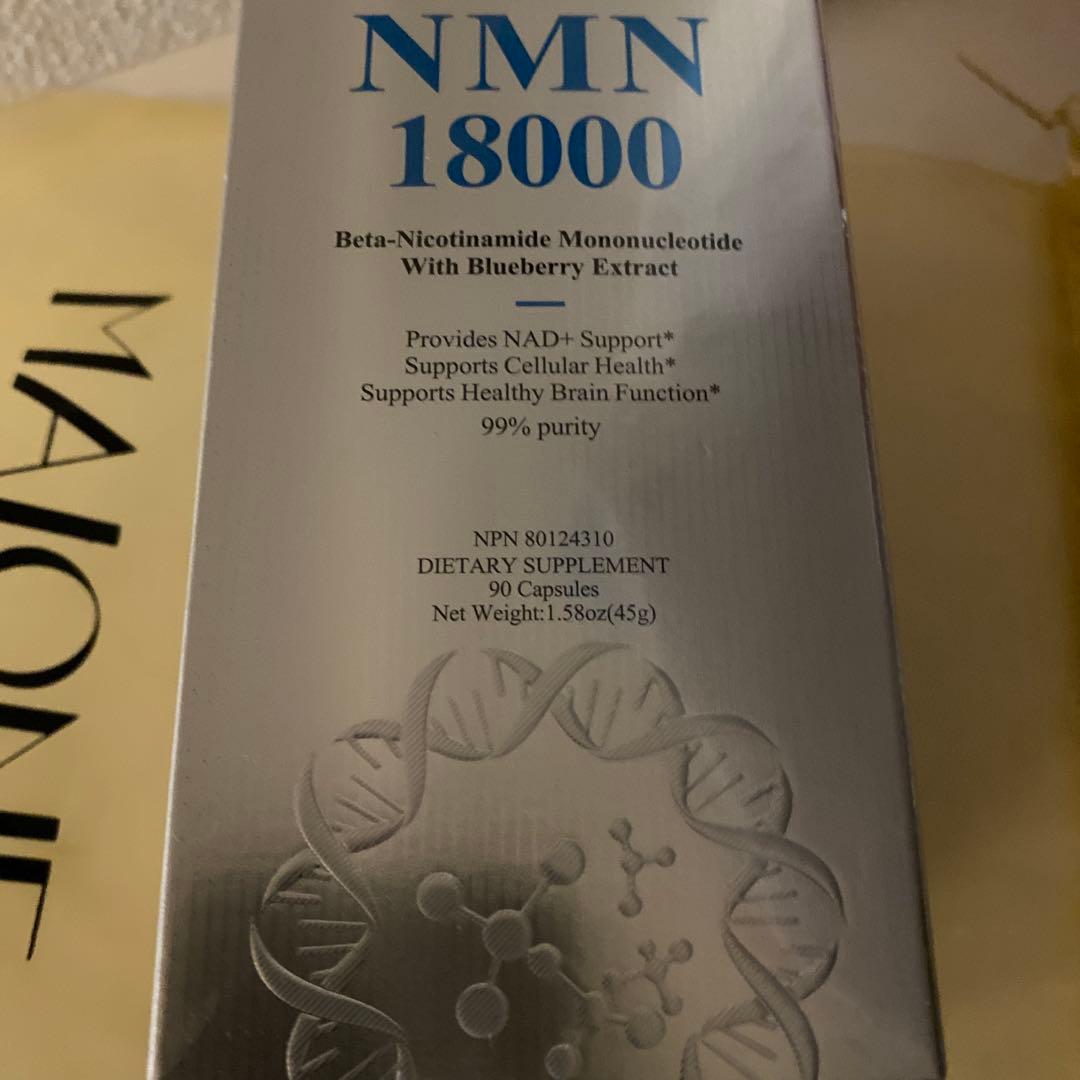 NMN
18000
Beta-Nicotinamide Mononucleotide
With Blueberry Extract
Provides NAD+ Support*
Supports Cellular Health*
Supports Healthy Brain Function*
99% purity
NPN 80124310
DIETARY SUPPLEMENT
90 Capsules
Net Weight:1.58oz(45g)